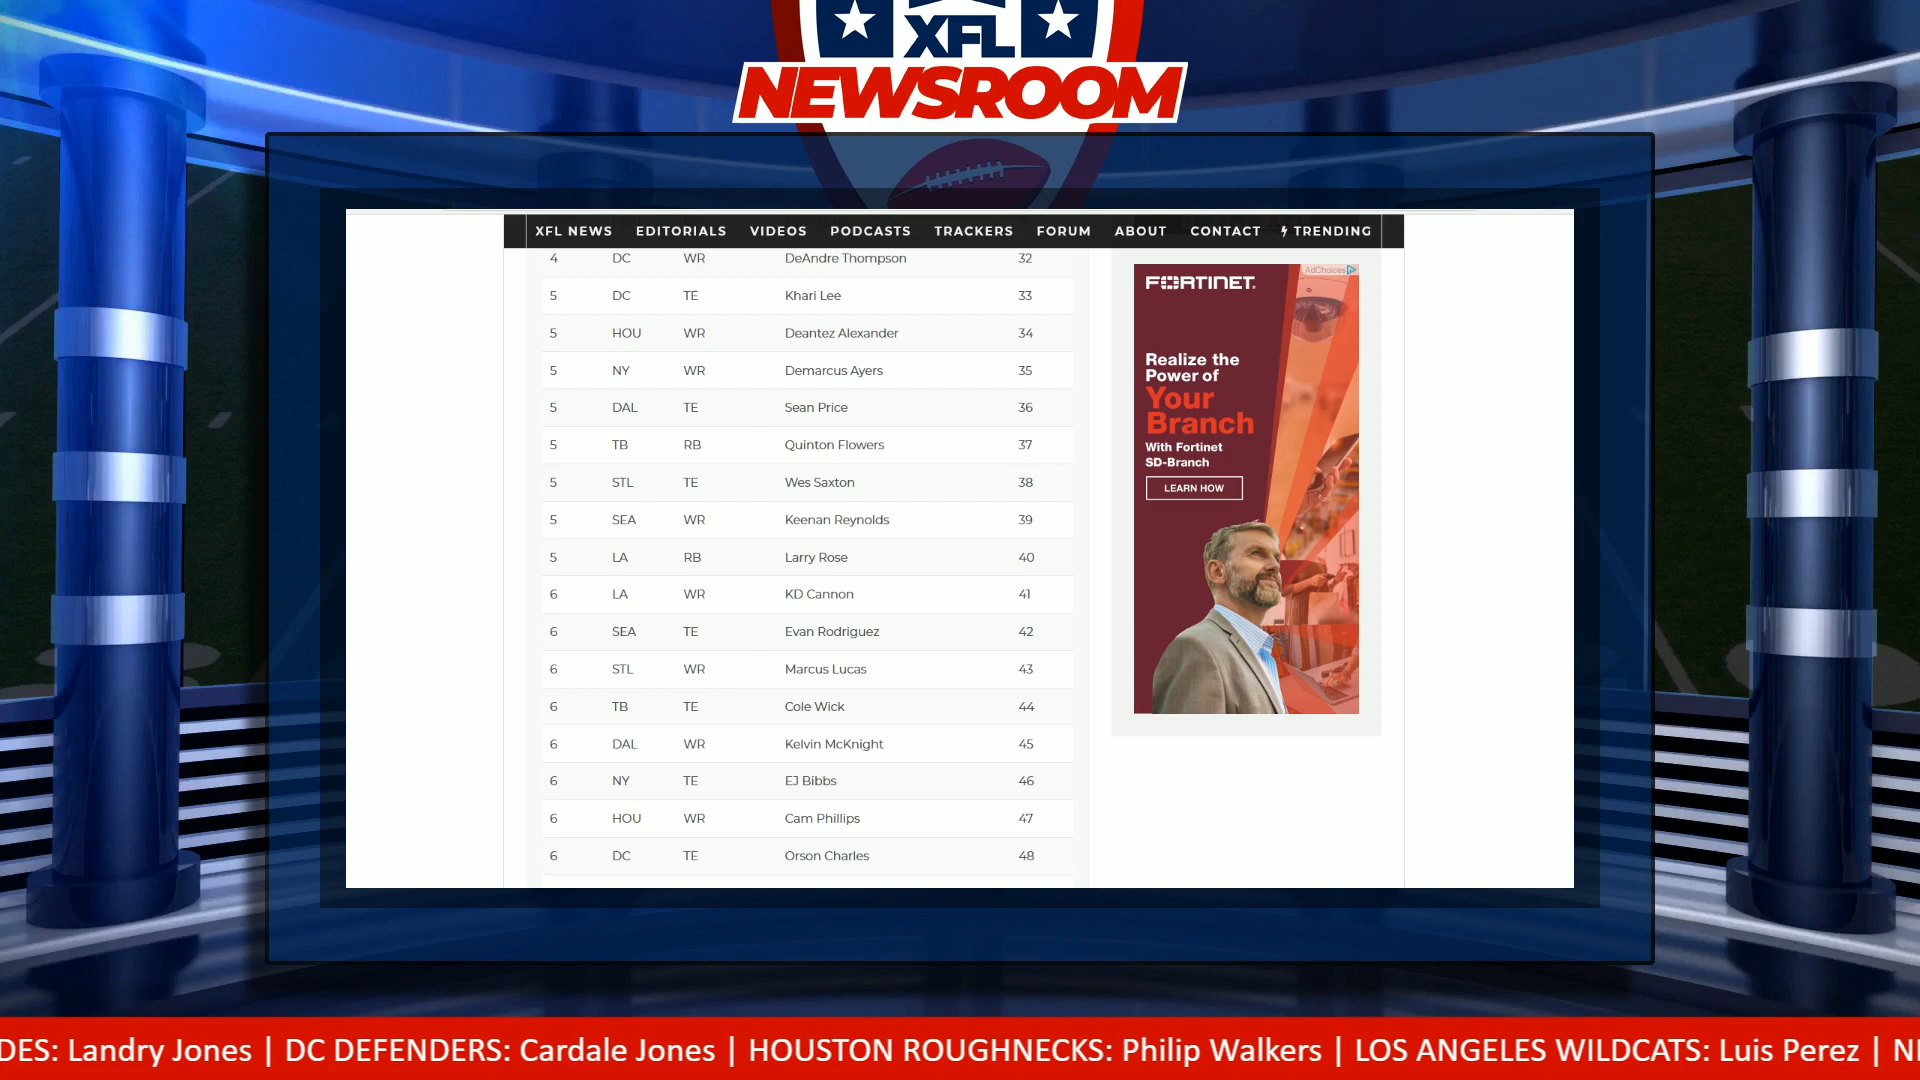 XFL
NEWSROOM
XFL NEWS EDITORIALS VIDEOS PODCASTS TRACKERS FORUM ABOUT CONTACT TRENDING
4 DC WR DeAndre Thompson 32
5 DC TE Khari Lee 33
5 HOU WR Deantez Alexander 34
5 NY WR Demarcus Ayers 35
5 DAL TE Sean Price 36
5 TB RB Quinton Flowers 37
5 STL TE Wes Saxton 38
5 SEA WR Keenan Reynolds 39
5 LA RB Larry Rose 40
6 LA WR KD Cannon 41
6 SEA TE Evan Rodriguez 42
6 STL WR Marcus Lucas 43
6 TB TE Cole Wick 44
6 DAL WR Kelvin McKnight 45
6 NY TE EJ Bibbs 46
6 HOU WR Cam Phillips 47
6 DC TE Orson Charles 48
AdChoices
FORTINET
Realize the
Power of
Your
Branch
With Fortinet
SD-Branch
LEARN HOW
DES: Landry Jones | DC DEFENDERS: Cardale Jones | HOUSTON ROUGHNECKS: Philip Walkers | LOS ANGELES WILDCATS: Luis Perez |